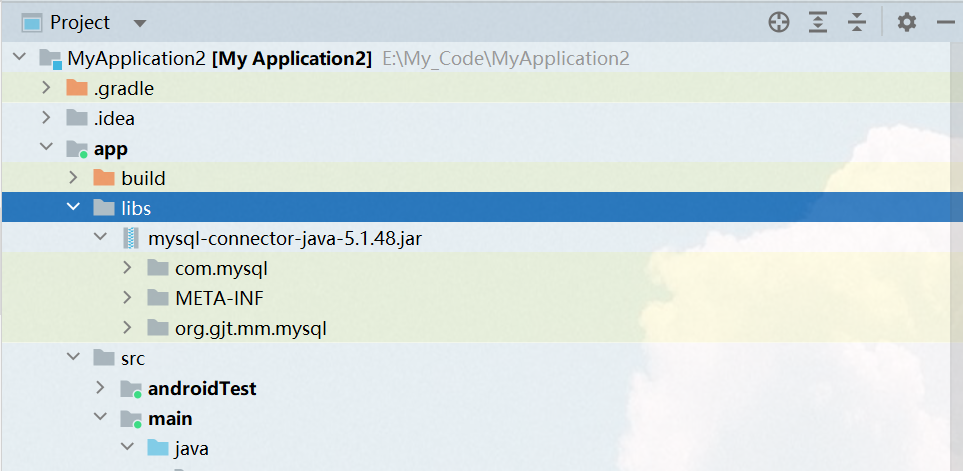 Project
MyApplication2 [My Application2] E:\My_Code\MyApplication2
.gradle
.idea
app
build
libs
mysql-connector-java-5.1.48.jar
com.mysql
META-INF
org.gjt.mm.mysql
src
androidTest
main
java